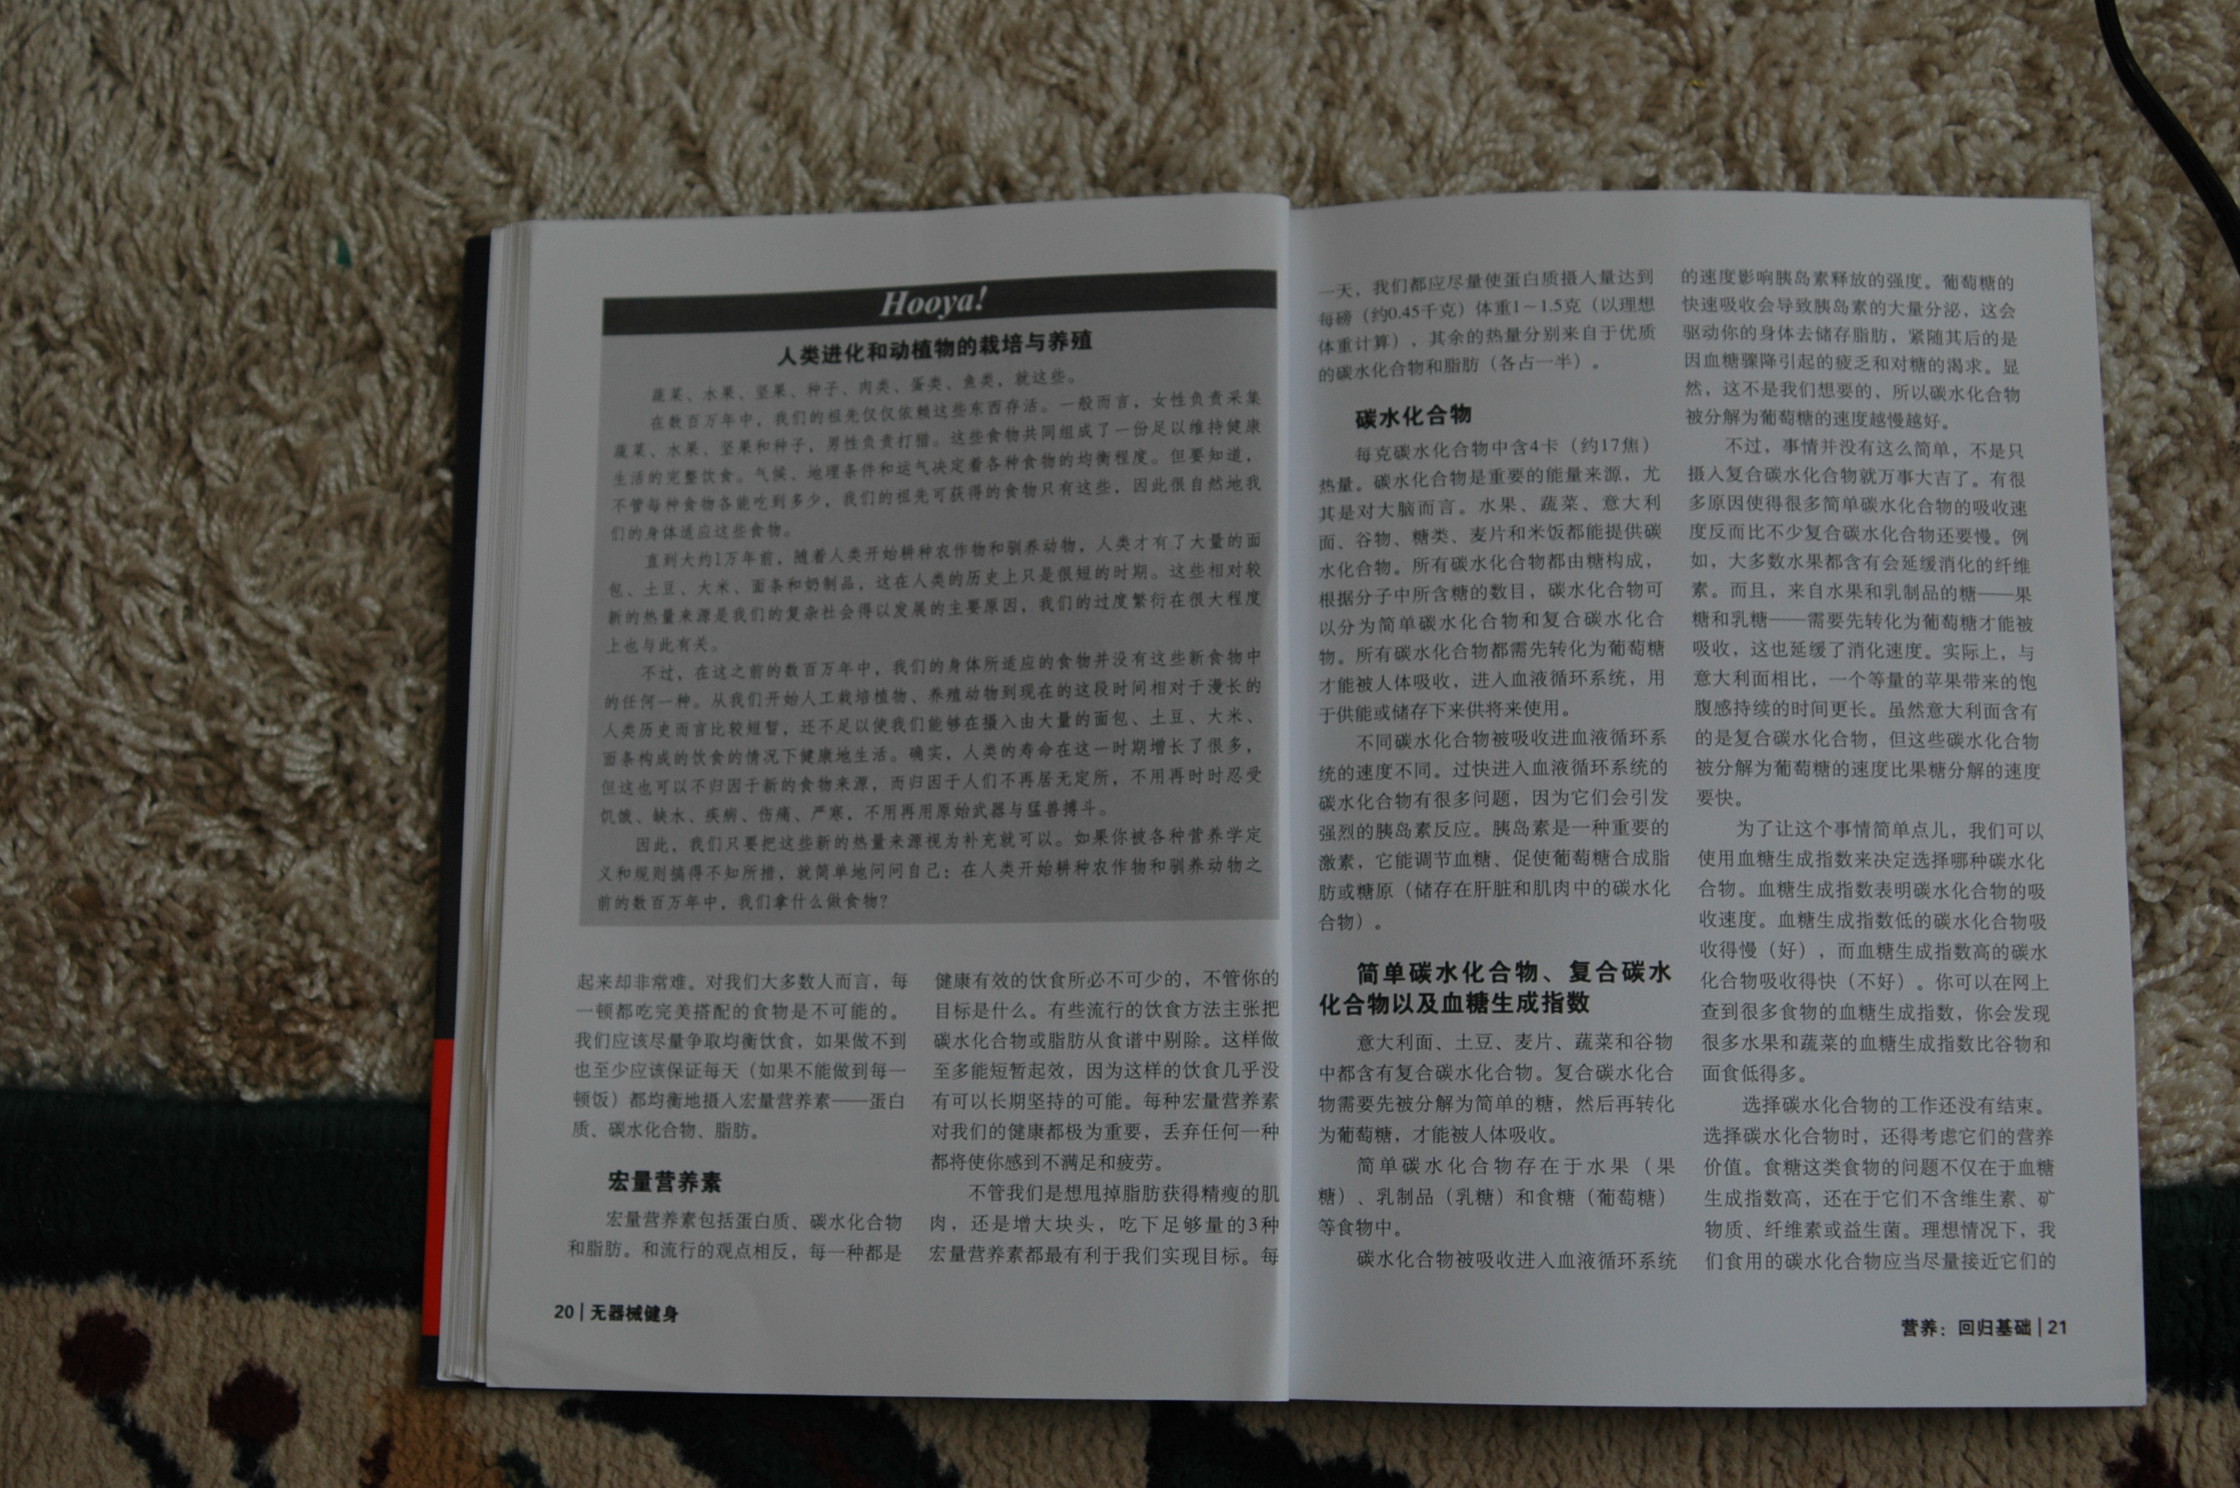 Hooya!
人类进化和动植物的栽培与养殖
蔬菜、水果、坚果、种子、肉类、蛋类、鱼类，就这些。
在数百万年中，我们的祖先仅仅依赖这些东西存活。一般而言，女性负责采集
蔬菜、水果、坚果和种子，男性负责打猎。这些食物共同组成了一份足以维持健康
生活的完整饮食。气候、地理条件和运气决定着各种食物的均衡程度。但要知道，
不管每种食物各能吃到多少，我们的祖先可获得的食物只有这些，因此很自然地我
们的身体适应这些食物。
直到大约1万年前，随着人类开始耕种农作物和驯养动物，人类才有了大量的面
包、土豆、大米、面条和奶制品，这在人类的历史上只是很短的时期。这些相对较
新的热量来源是我们的复杂社会得以发展的主要原因，我们的过度繁衍在很大程度
上也与此有关。
不过，在这之前的数百万年中，我们的身体所适应的食物并没有这些新食物中
的任何一种。从我们开始人工栽培植物、养殖动物到现在的这段时间相对于漫长的
人类历史而言比较短暂，还不足以使我们能够在摄入由大量的面包、土豆、大米、
面条构成的饮食的情况下健康地生活。确实，人类的寿命在这一时期增长了很多，
但这也可以不归因于新的食物来源，而归因于人们不再居无定所，不用再时时忍受
饥饿、缺水、疾病、伤痛、严寒，不用再用原始武器与猛兽搏斗。
因此，我们只要把这些新的热量来源视为补充就可以。如果你被各种营养学定
义和规则搞得不知所措，就简单地问问自己：在人类开始耕种农作物和驯养动物之
前的数百万年中，我们拿什么做食物？
起来却非常难。对我们大多数人而言，每
一顿都吃完美搭配的食物是不可能的。
我们应该尽量争取均衡饮食，如果做不到
也至少应该保证每天（如果不能做到每一
顿饭）都均衡地摄入宏量营养素——蛋白
质、碳水化合物、脂肪。
宏量营养素
宏量营养素包括蛋白质、碳水化合物
和脂肪。和流行的观点相反，每一种都是
健康有效的饮食所必不可少的，不管你的
目标是什么。有些流行的饮食方法主张把
碳水化合物或脂肪从食谱中剔除。这样做
至多能短暂起效，因为这样的饮食几乎没
有可以长期坚持的可能。每种宏量营养素
对我们的健康都极为重要，丢弃任何一种
都将使你感到不满足和疲劳。
不管我们是想甩掉脂肪获得精瘦的肌
肉，还是增大块头，吃下足够量的3种
宏量营养素都最有利于我们实现目标。每
20|无器械健身
一天，我们都应尽量使蛋白质摄入量达到
每磅（约0.45千克）体重1～1.5克（以理想
体重计算），其余的热量分别来自于优质
的碳水化合物和脂肪（各占一半）。
碳水化合物
每克碳水化合物中含4卡（约17焦）
热量。碳水化合物是重要的能量来源，尤
其是对大脑而言。水果、蔬菜、意大利
面、谷物、糖类、麦片和米饭都能提供碳
水化合物。所有碳水化合物都由糖构成，
根据分子中所含糖的数目，碳水化合物可
以分为简单碳水化合物和复合碳水化合
物。所有碳水化合物都需先转化为葡萄糖
才能被人体吸收，进入血液循环系统，用
于供能或储存下来供将来使用。
不同碳水化合物被吸收进血液循环系
统的速度不同。过快进入血液循环系统的
碳水化合物有很多问题，因为它们会引发
强烈的胰岛素反应。胰岛素是一种重要的
激素，它能调节血糖、促使葡萄糖合成脂
肪或糖原（储存在肝脏和肌肉中的碳水化
合物）。
简单碳水化合物、复合碳水
化合物以及血糖生成指数
意大利面、土豆、麦片、蔬菜和谷物
中都含有复合碳水化合物。复合碳水化合
物需要先被分解为简单的糖，然后再转化
为葡萄糖，才能被人体吸收。
简单碳水化合物存在于水果（果
糖）、乳制品（乳糖）和食糖（葡萄糖）
等食物中。
碳水化合物被吸收进入血液循环系统
的速度影响胰岛素释放的强度。葡萄糖的
快速吸收会导致胰岛素的大量分泌，这会
驱动你的身体去储存脂肪，紧随其后的是
因血糖骤降引起的疲乏和对糖的渴求。显
然，这不是我们想要的，所以碳水化合物
被分解为葡萄糖的速度越慢越好。
不过，事情并没有这么简单，不是只
摄入复合碳水化合物就万事大吉了。有很
多原因使得很多简单碳水化合物的吸收速
度反而比不少复合碳水化合物还要慢。例
如，大多数水果都含有会延缓消化的纤维
素。而且，来自水果和乳制品的糖——果
糖和乳糖——需要先转化为葡萄糖才能被
吸收，这也延缓了消化速度。实际上，与
意大利面相比，一个等量的苹果带来的饱
腹感持续的时间更长。虽然意大利面含有
的是复合碳水化合物，但这些碳水化合物
被分解为葡萄糖的速度比果糖分解的速度
要快。
为了让这个事情简单点儿，我们可以
使用血糖生成指数来决定选择哪种碳水化
合物。血糖生成指数表明碳水化合物的吸
收速度。血糖生成指数低的碳水化合物吸
收得慢（好），而血糖生成指数高的碳水
化合物吸收得快（不好）。你可以在网上
查到很多食物的血糖生成指数，你会发现
很多水果和蔬菜的血糖生成指数比谷物和
面食低得多。
选择碳水化合物的工作还没有结束。
选择碳水化合物时，还得考虑它们的营养
价值。食糖这类食物的问题不仅在于血糖
生成指数高，还在于它们不含维生素、矿
物质、纤维素或益生菌。理想情况下，我
们食用的碳水化合物应当尽量接近它们的
营养：回归基础|21